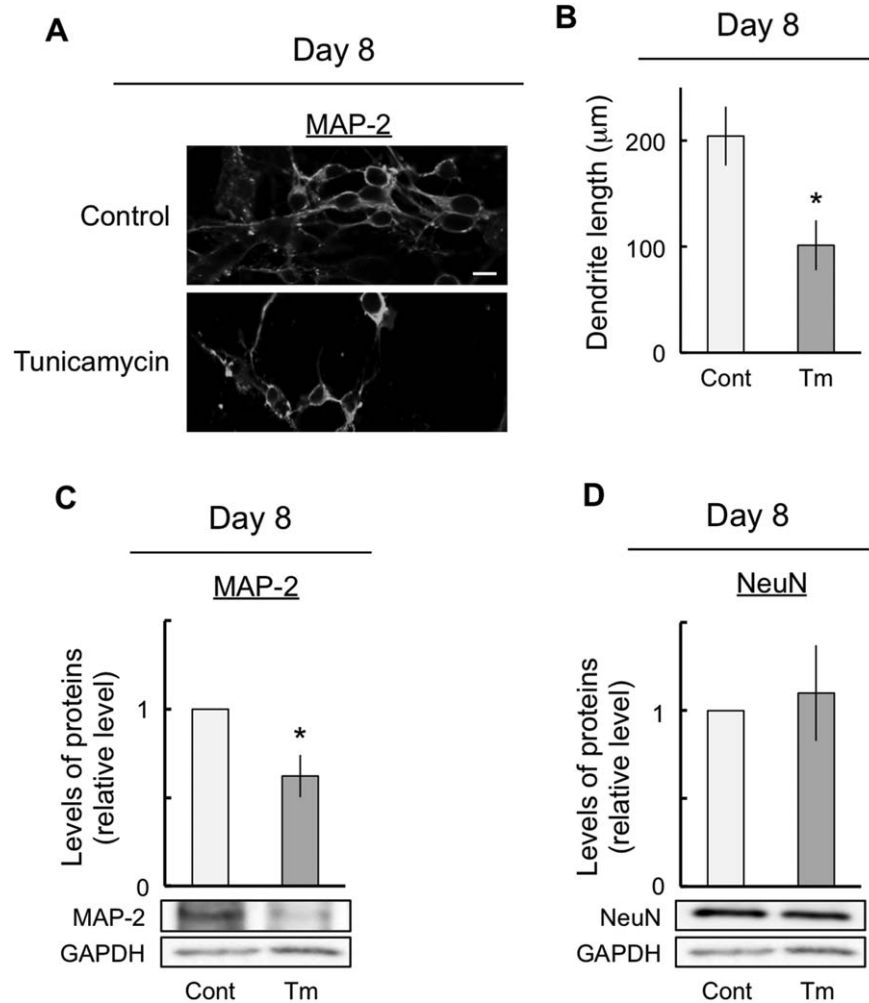 A
Day 8
MAP-2
Control
Tunicamycin
B
Day 8
Dendrite length (μm)
200
100
0
*
Cont Tm
C
Day 8
MAP-2
Levels of proteins
(relative level)
1
0
*
MAP-2
GAPDH
Cont Tm
D
Day 8
NeuN
Levels of proteins
(relative level)
1
0
NeuN
GAPDH
Cont Tm